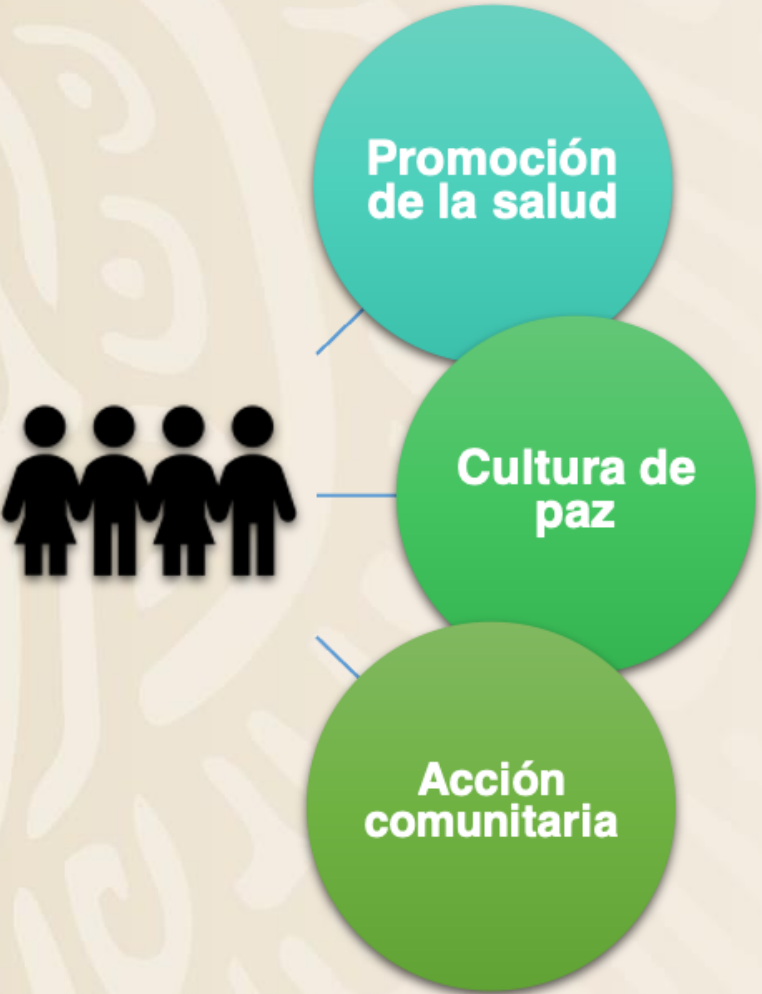 Promoción
de la salud
Cultura de
paz
Acción
comunitaria